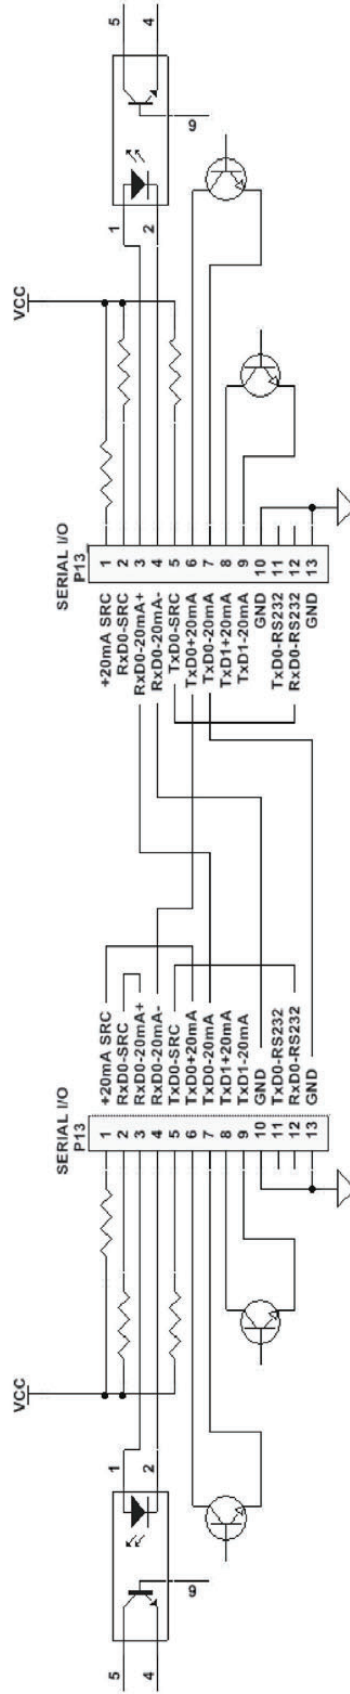 5
4
9
1
2
VCC
SERIAL I/O
P13
1
2
3
4
5
6
7
8
9
10
11
12
13
+20mA SRC
RxD0-SRC
RxD0-20mA+
RxD0-20mA-
TxD0-SRC
TxD0+20mA
TxD0-20mA
TxD1+20mA
TxD1-20mA
GND
TxD0-RS232
RxD0-RS232
GND
+20mA SRC
RxD0-SRC
RxD0-20mA+
RxD0-20mA-
TxD0-SRC
TxD0+20mA
TxD0-20mA
TxD1+20mA
TxD1-20mA
GND
TxD0-RS232
RxD0-RS232
GND
SERIAL I/O
P13
1
2
3
4
5
6
7
8
9
10
11
12
13
VCC
1
2
9
5
4